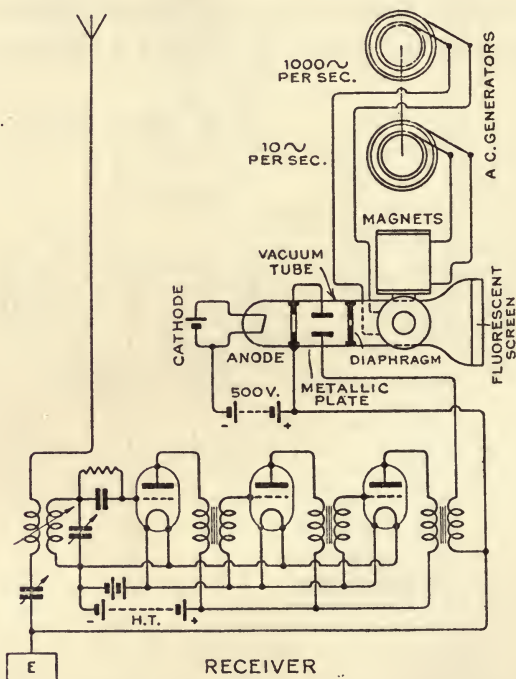 1000~
PER SEC.
10~
PER SEC.
A.C. GENERATORS
MAGNETS
VACUUM
TUBE
CATHODE
ANODE
DIAPHRAGM
FLUORESCENT
SCREEN
METALLIC
PLATE
500V.
- +
- H.T. +
E
RECEIVER